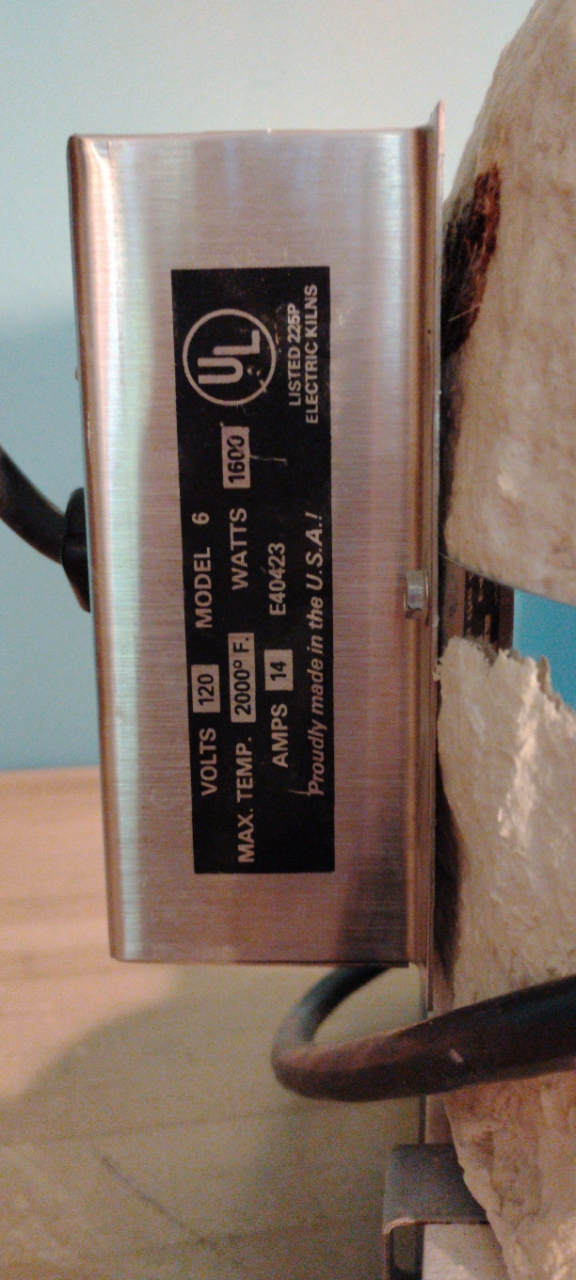 VOLTS 120 MODEL 6
MAX. TEMP. 2000° F. WATTS 1600
AMPS 14 E40423
Proudly made in the U.S.A.!
UL
LISTED 225P
ELECTRIC KILNS